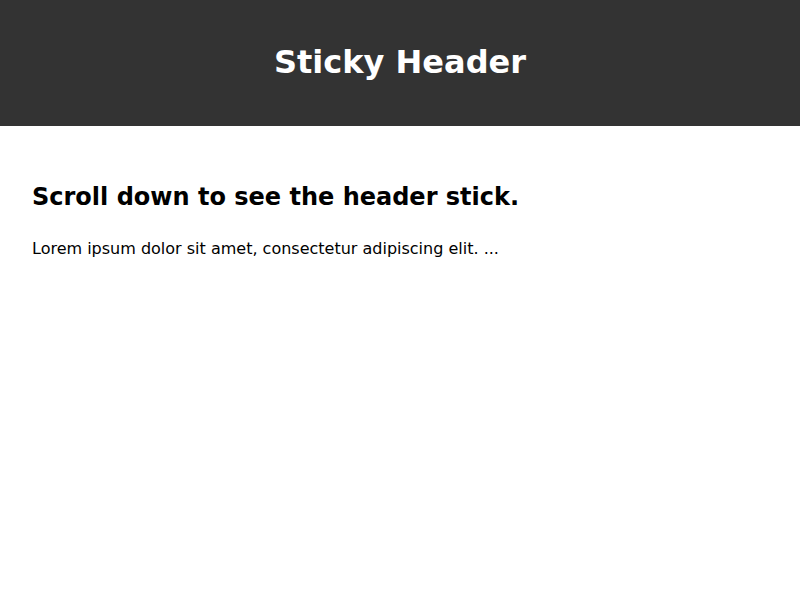 Sticky Header
Scroll down to see the header stick.
Lorem ipsum dolor sit amet, consectetur adipiscing elit. ...